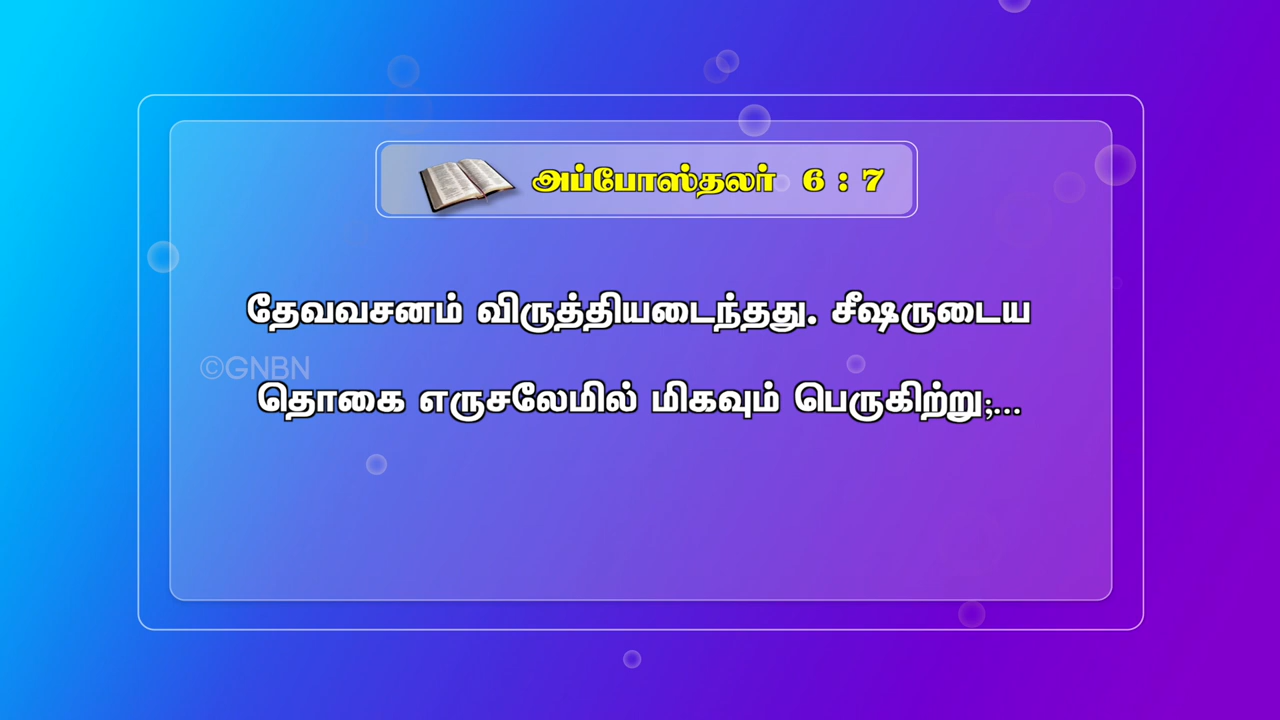 அப்போஸ்தலர் 6 : 7
தேவவசனம் விருத்தியடைந்தது. சீஷருடைய
©GNBN
தொகை எருசலேமில் மிகவும் பெருகிற்று;...